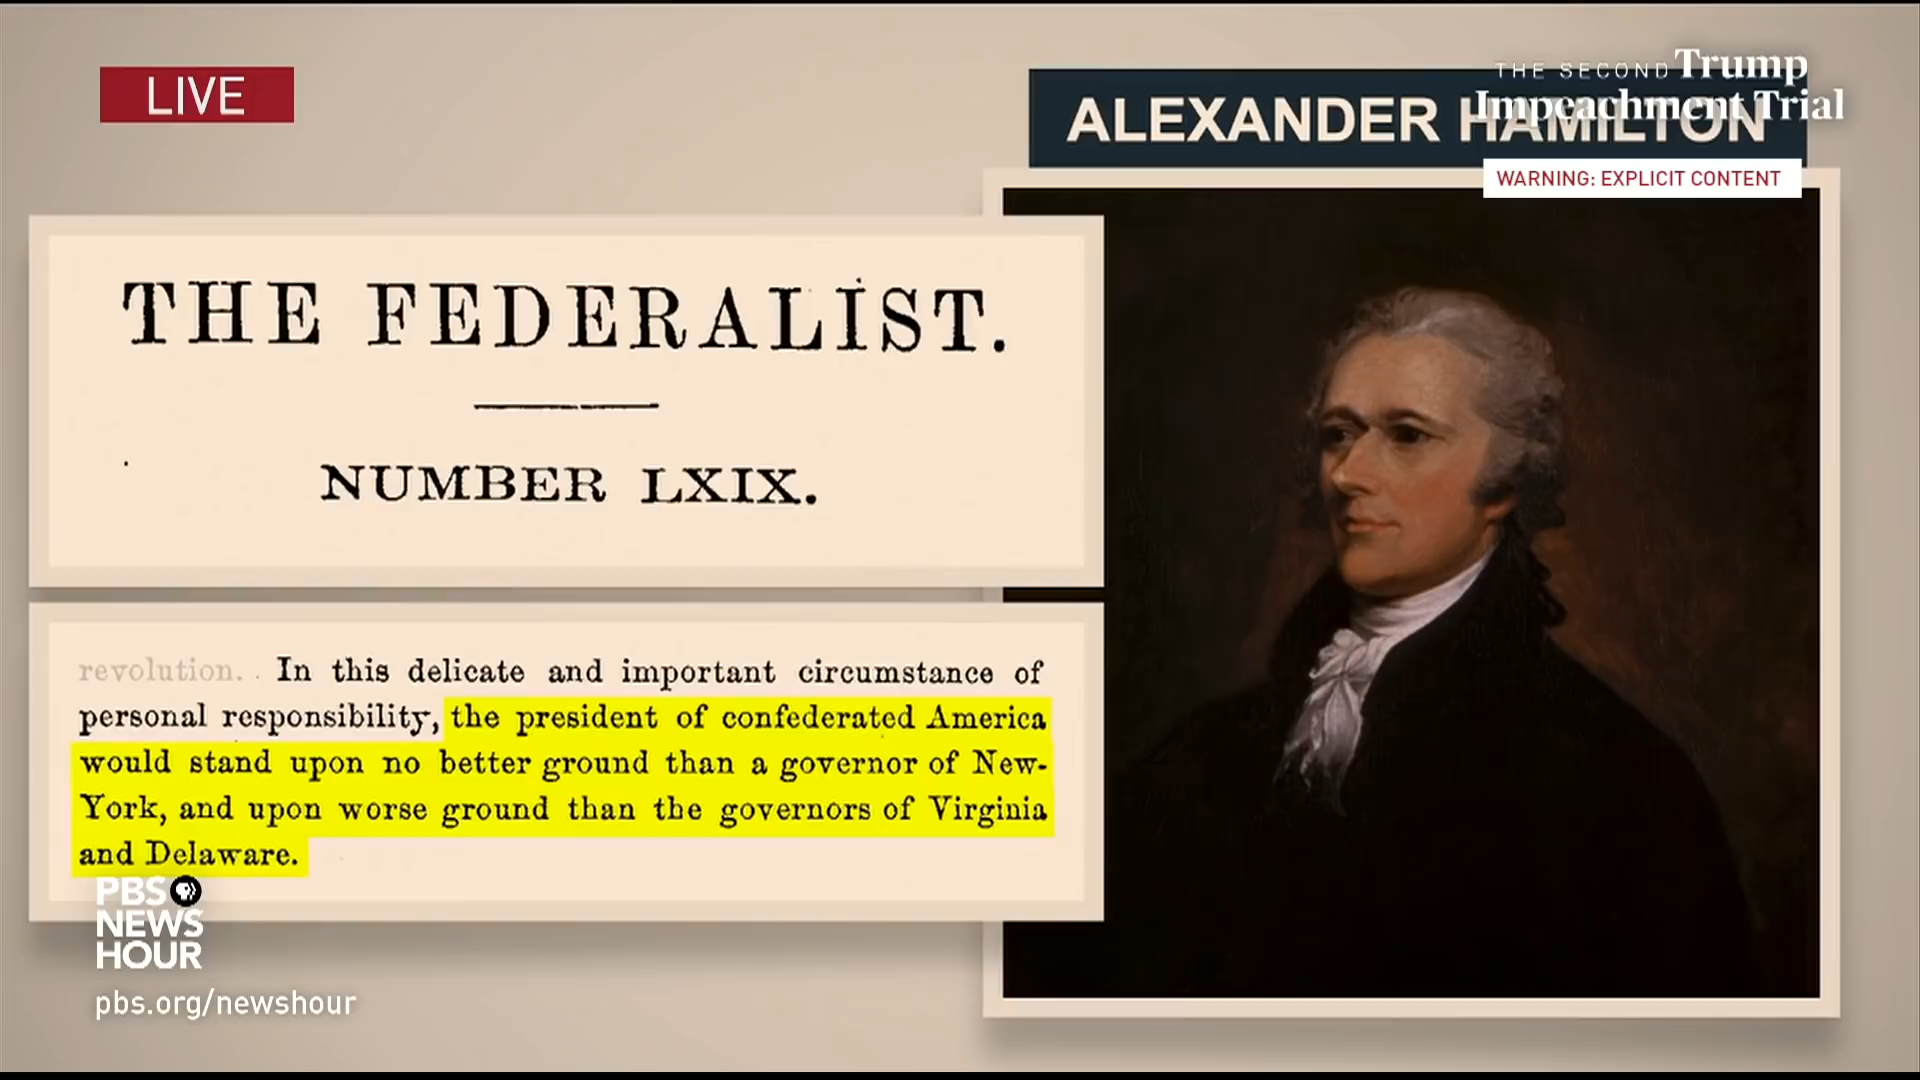 LIVE
THE SECOND Trump
Impeachment Trial
ALEXANDER HAMILTON
WARNING: EXPLICIT CONTENT
THE FEDERALIST.
NUMBER LXIX.
revolution. In this delicate and important circumstance of
personal responsibility, the president of confederated America
would stand upon no better ground than a governor of New-
York, and upon worse ground than the governors of Virginia
and Delaware.
PBS
NEWS
HOUR
pbs.org/newshour